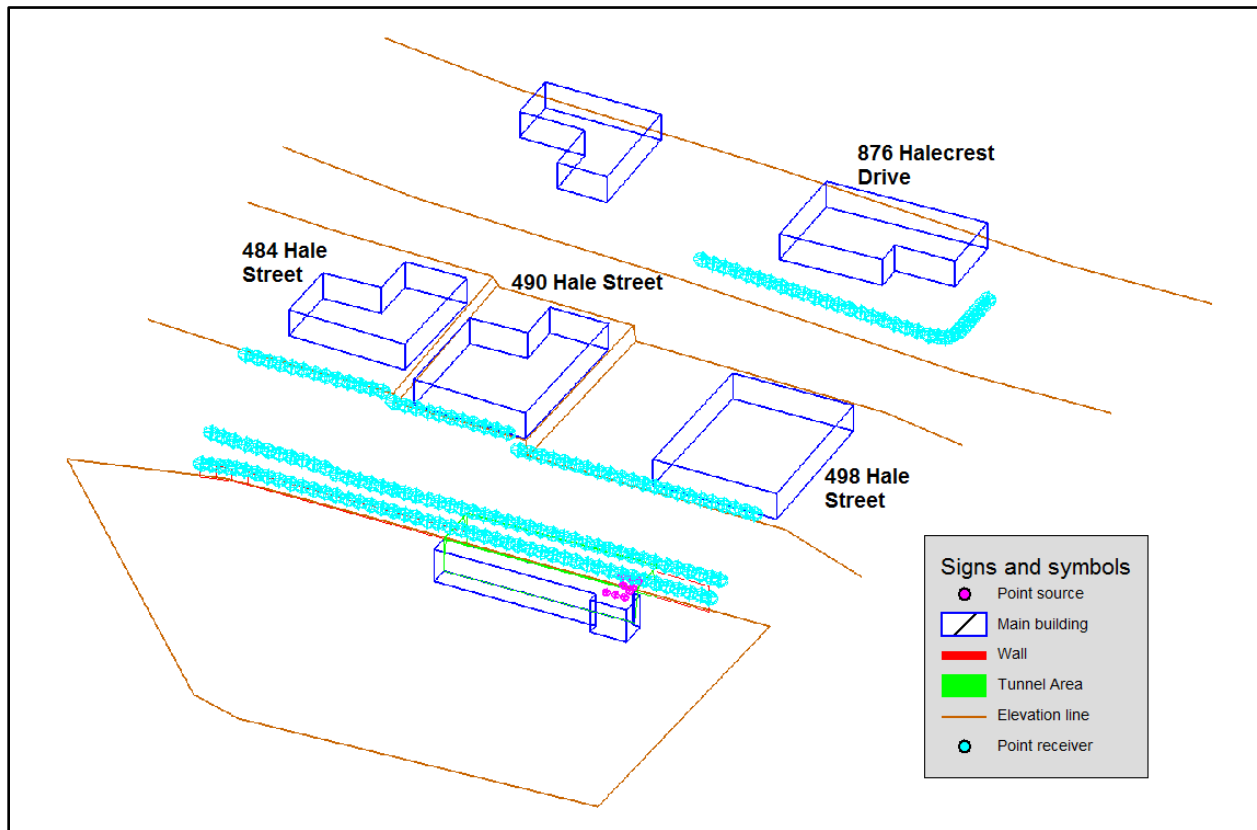 876 Halecrest
Drive
484 Hale
Street
490 Hale Street
498 Hale
Street
Signs and symbols
Point source
Main building
Wall
Tunnel Area
Elevation line
Point receiver